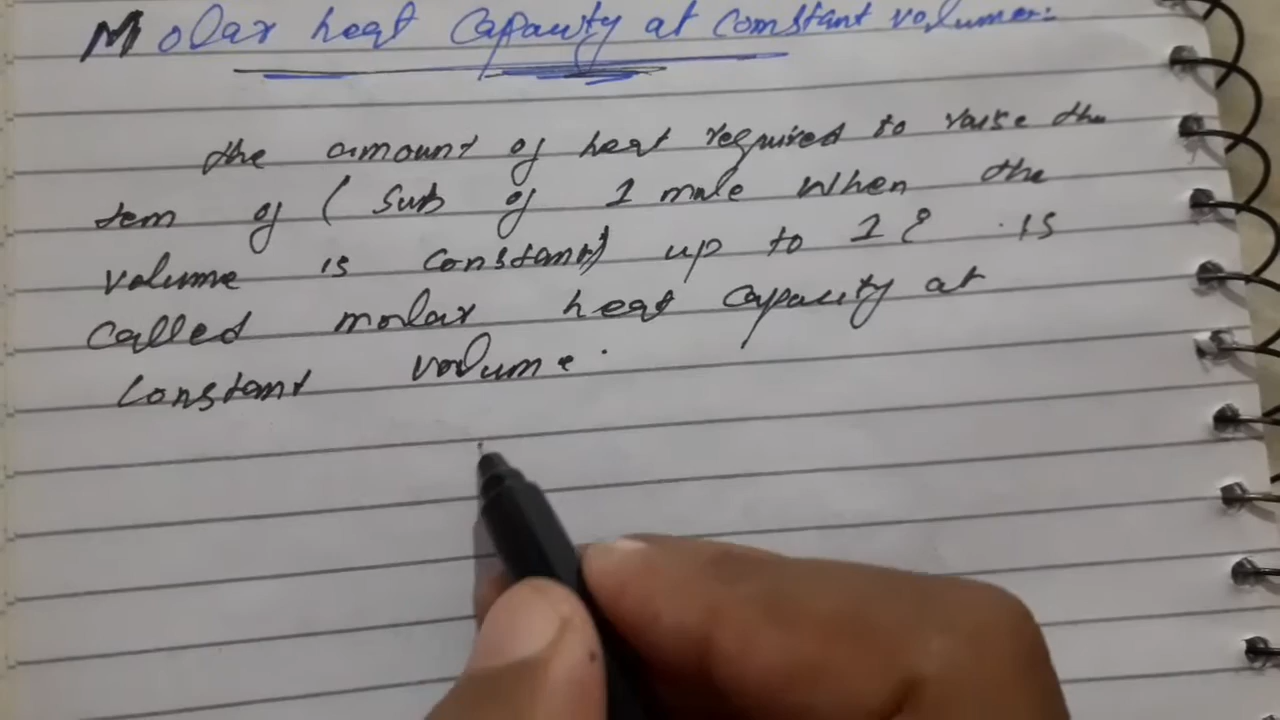 Molar heat Capacity at constant volume:
the amount of heat required to raise the
tem of ( Sub of 1 mole when the
volume is constant) up to 1°C is
called molar heat capacity at
constant volume.